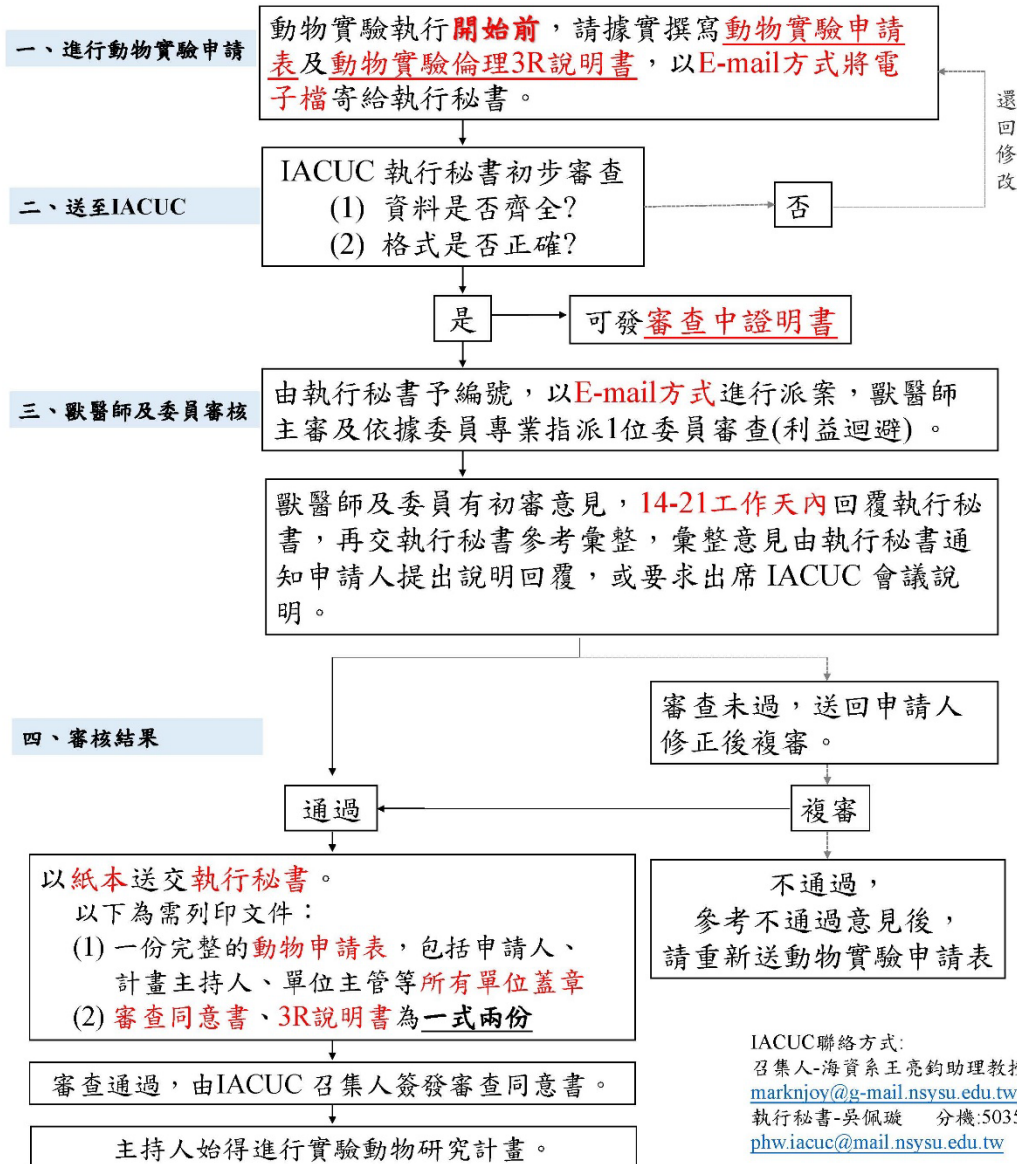 一、進行動物實驗申請
動物實驗執行開始前，請據實撰寫動物實驗申請
表及動物實驗倫理3R說明書，以E-mail方式將電
子檔寄給執行秘書。
還回修改
二、送至IACUC
IACUC 執行秘書初步審查
(1) 資料是否齊全?
(2) 格式是否正確?
否
是
可發審查中證明書
三、獸醫師及委員審核
由執行秘書予編號，以E-mail方式進行派案，獸醫師
主審及依據委員專業指派1位委員審查(利益迴避) 。
獸醫師及委員有初審意見，14-21工作天內回覆執行秘
書，再交執行秘書參考彙整，彙整意見由執行秘書通
知申請人提出說明回覆，或要求出席 IACUC 會議說
明。
四、審核結果
審查未過，送回申請人
修正後複審。
通過
複審
以紙本送交執行秘書。
以下為需列印文件：
(1) 一份完整的動物申請表，包括申請人、
計畫主持人、單位主管等所有單位蓋章
(2) 審查同意書、3R說明書為一式兩份
不通過，
參考不通過意見後，
請重新送動物實驗申請表
審查通過，由IACUC 召集人簽發審查同意書。
主持人始得進行實驗動物研究計畫。
IACUC聯絡方式:
召集人-海資系王亮鈞助理教授
marknjoy@g-mail.nsysu.edu.tw
執行秘書-吳佩璇 分機:5035
phw.iacuc@mail.nsysu.edu.tw